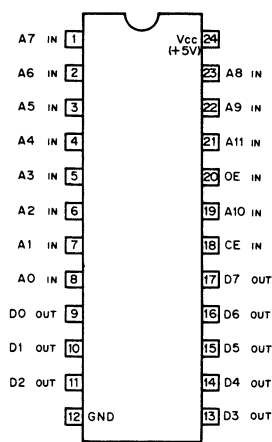 A7 IN 1
Vcc 24
(+5V)
A6 IN 2
23 A8 IN
A5 IN 3
22 A9 IN
A4 IN 4
21 A11 IN
A3 IN 5
20 OE IN
A2 IN 6
19 A10 IN
A1 IN 7
18 CE IN
A0 IN 8
17 D7 OUT
D0 OUT 9
16 D6 OUT
D1 OUT 10
15 D5 OUT
D2 OUT 11
14 D4 OUT
12 GND
13 D3 OUT